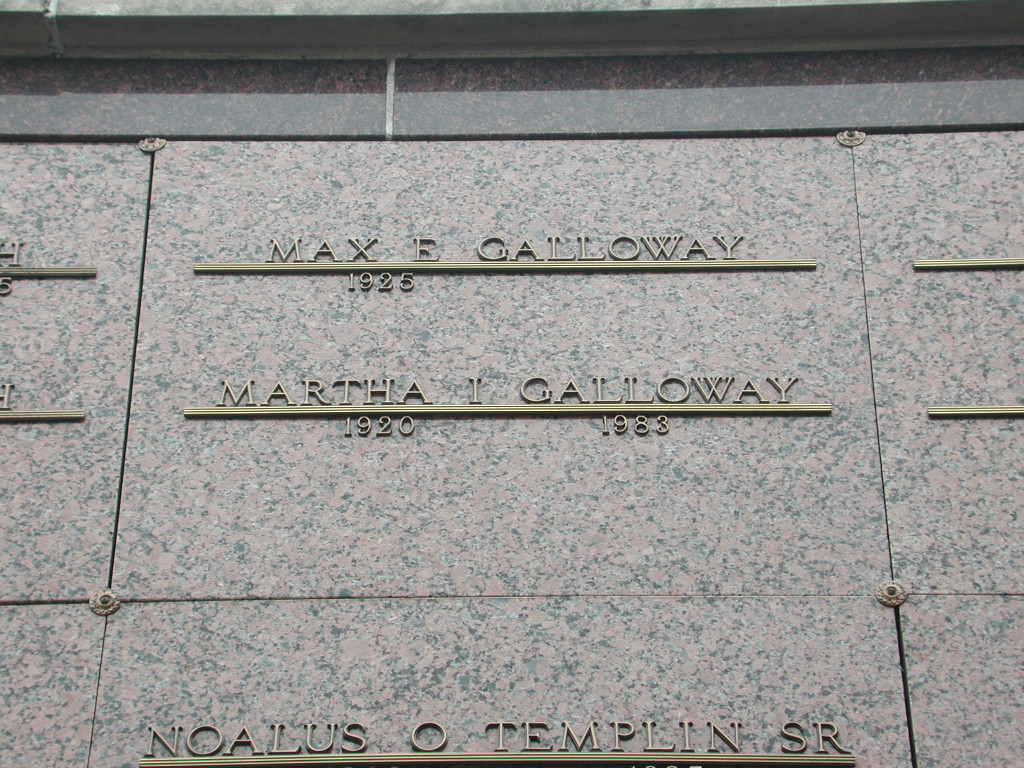 MAX E GALLOWAY
1925
MARTHA I GALLOWAY
1920 1983
NOALUS O TEMPLIN SR